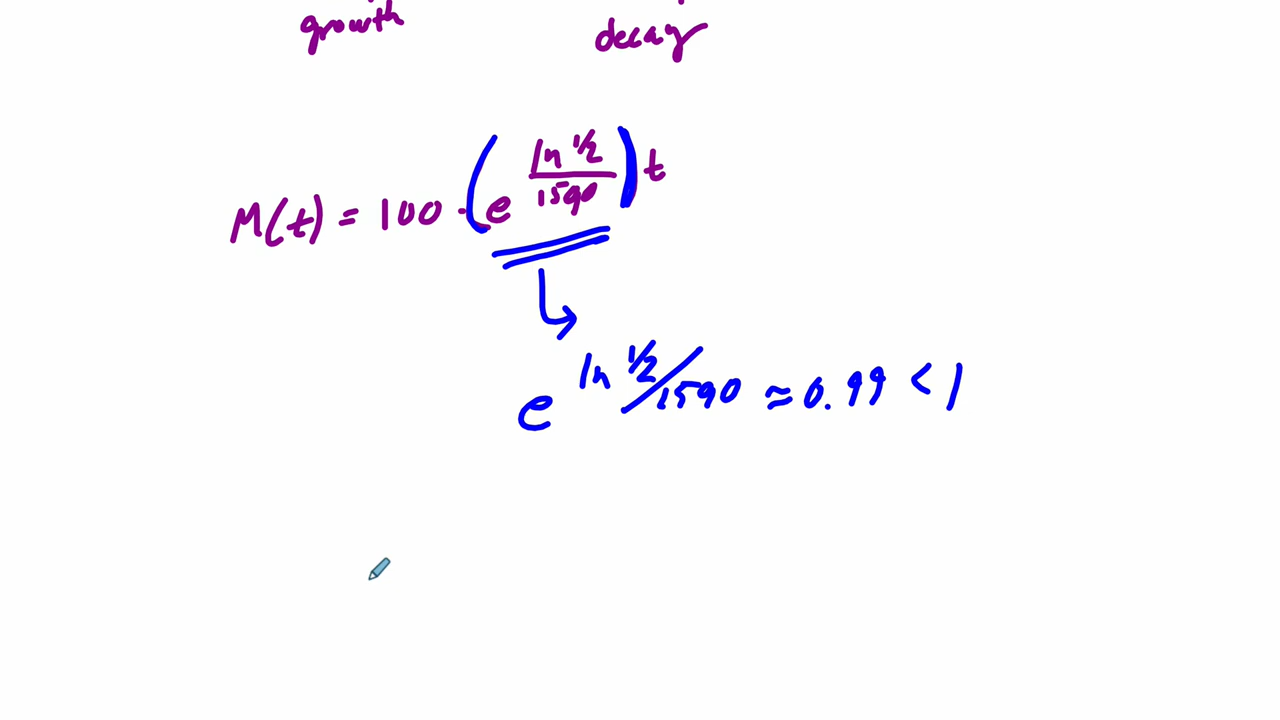 growth decay
M(t) = 100 · (e^{ln ½ / 1590})^t
e^{ln ½ / 1590} ≈ 0.99 < 1